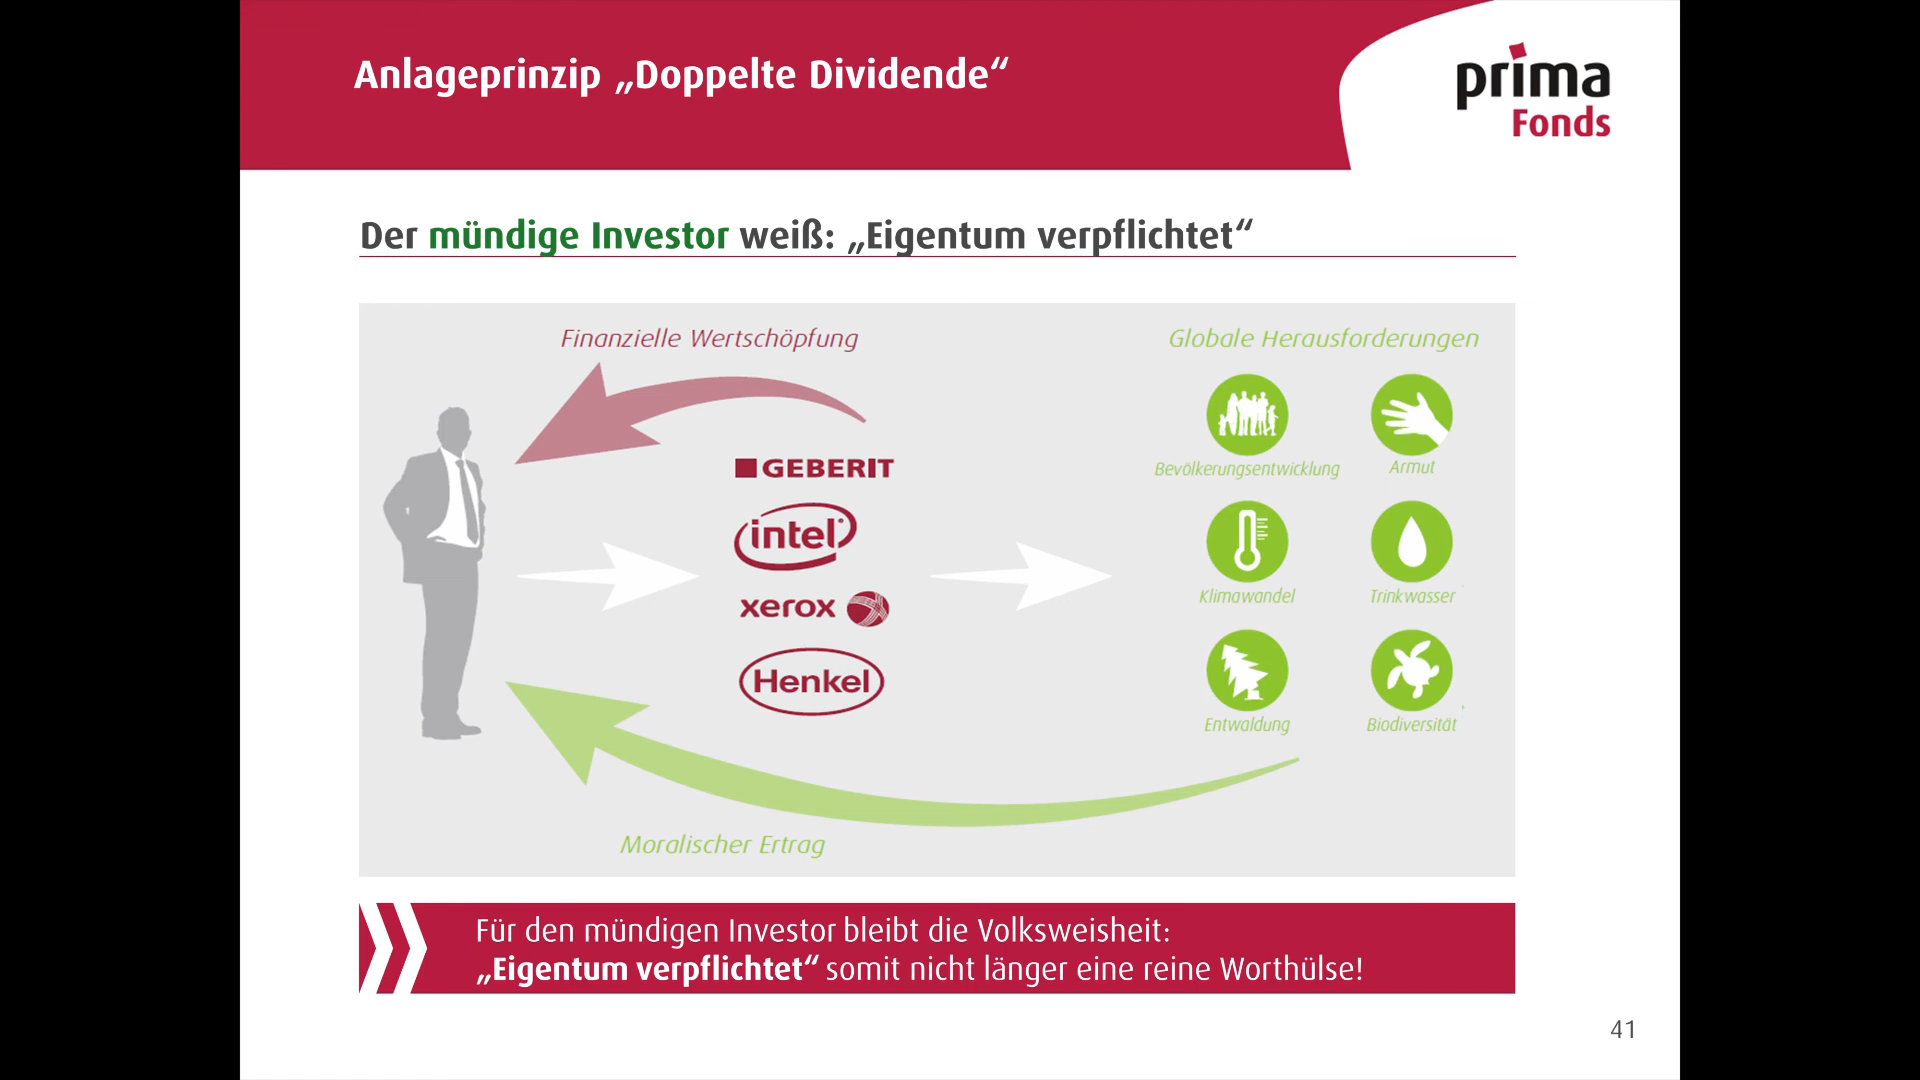 Anlageprinzip „Doppelte Dividende“
prima
Fonds
Der mündige Investor weiß: „Eigentum verpflichtet“
Finanzielle Wertschöpfung
Globale Herausforderungen
GEBERIT
intel
xerox
Henkel
Bevölkerungsentwicklung
Armut
Klimawandel
Trinkwasser
Entwaldung
Biodiversität
Moralischer Ertrag
Für den mündigen Investor bleibt die Volksweisheit:
„Eigentum verpflichtet“ somit nicht länger eine reine Worthülse!
41